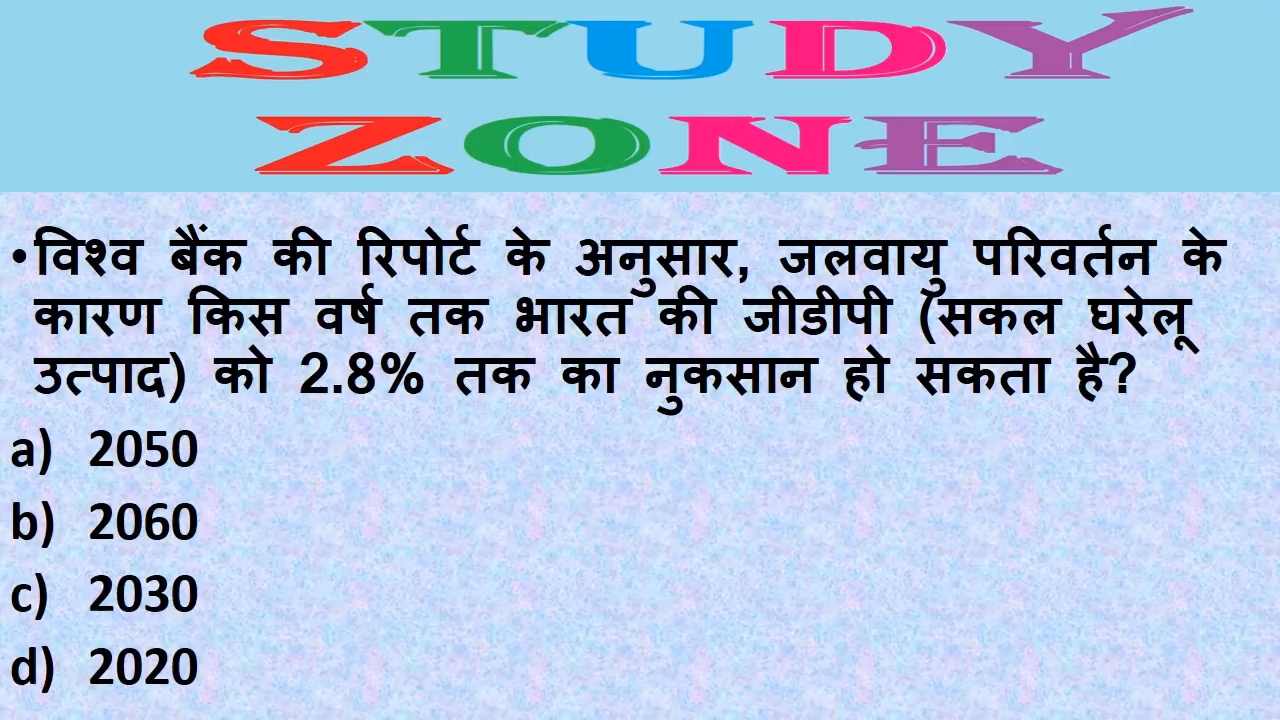 STUDY
ZONE
•विश्व बैंक की रिपोर्ट के अनुसार, जलवायु परिवर्तन के
कारण किस वर्ष तक भारत की जीडीपी (सकल घरेलू
उत्पाद) को 2.8% तक का नुकसान हो सकता है?
a) 2050
b) 2060
c) 2030
d) 2020